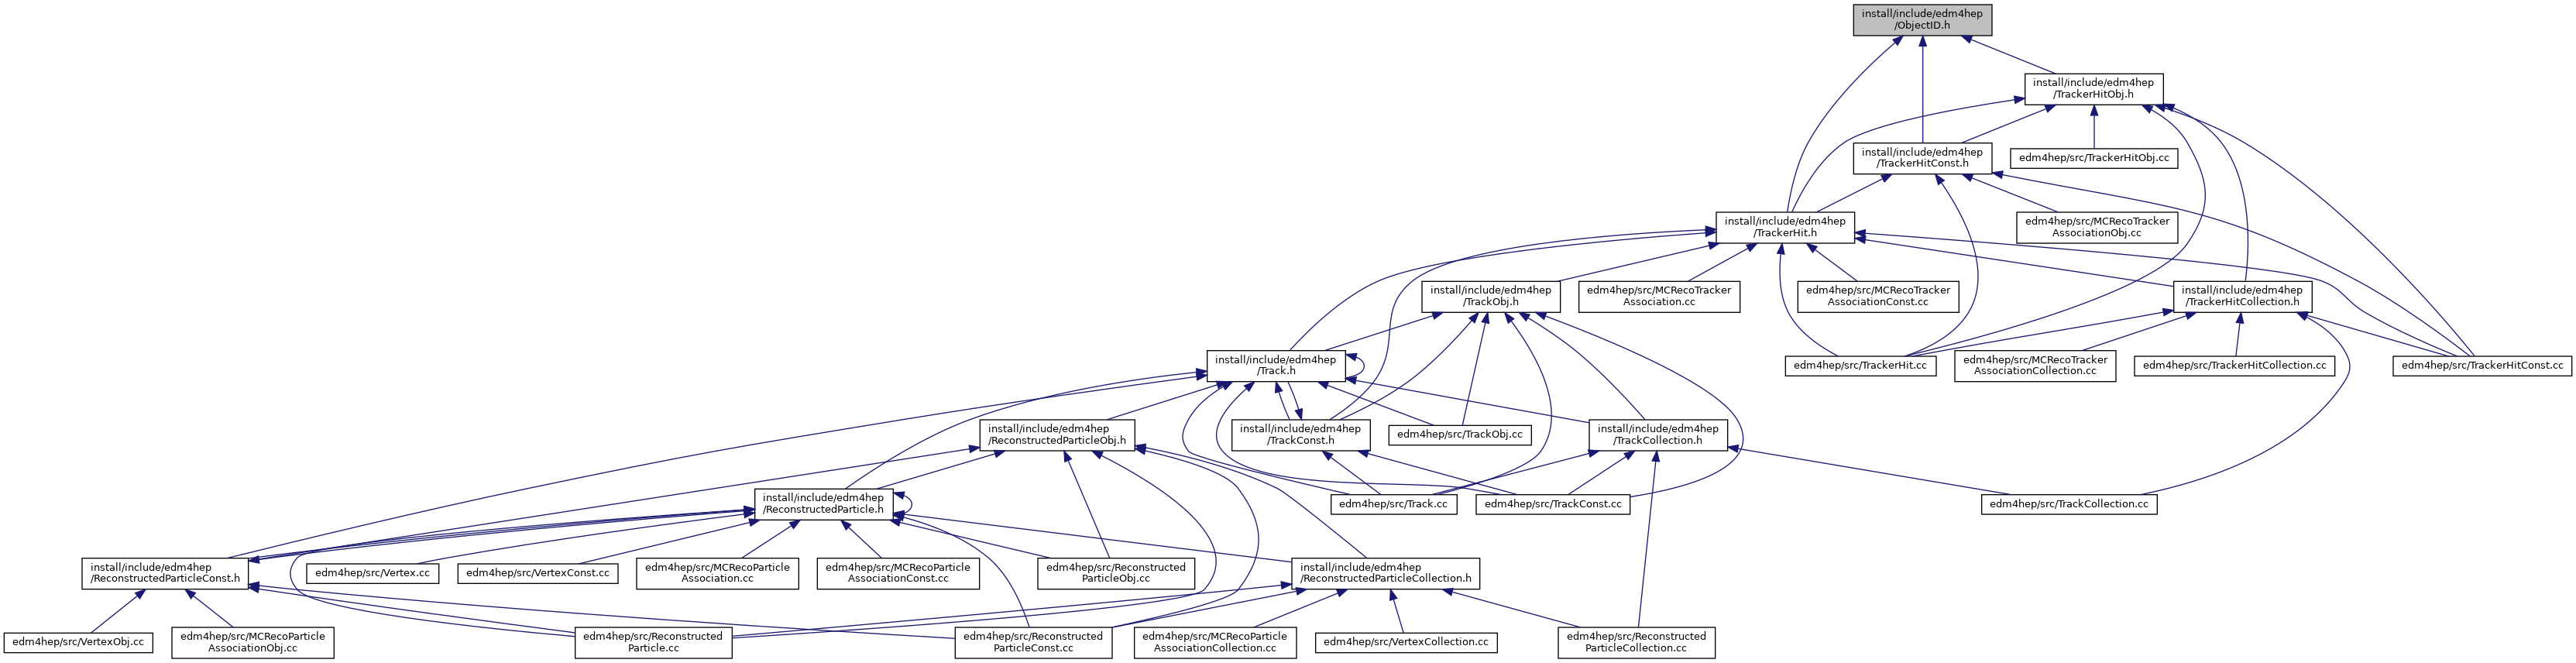 install/include/edm4hep
/ObjectID.h
install/include/edm4hep
/TrackerHitObj.h
install/include/edm4hep
/TrackerHitConst.h
edm4hep/src/TrackerHitObj.cc
install/include/edm4hep
/TrackerHit.h
edm4hep/src/MCRecoTracker
AssociationObj.cc
install/include/edm4hep
/TrackObj.h
edm4hep/src/MCRecoTracker
Association.cc
edm4hep/src/MCRecoTracker
AssociationConst.cc
install/include/edm4hep
/TrackerHitCollection.h
install/include/edm4hep
/Track.h
edm4hep/src/TrackerHit.cc
edm4hep/src/MCRecoTracker
AssociationCollection.cc
edm4hep/src/TrackerHitCollection.cc
edm4hep/src/TrackerHitConst.cc
install/include/edm4hep
/ReconstructedParticleObj.h
install/include/edm4hep
/TrackConst.h
edm4hep/src/TrackObj.cc
install/include/edm4hep
/TrackCollection.h
install/include/edm4hep
/ReconstructedParticle.h
edm4hep/src/Track.cc
edm4hep/src/TrackConst.cc
edm4hep/src/TrackCollection.cc
install/include/edm4hep
/ReconstructedParticleConst.h
edm4hep/src/Vertex.cc
edm4hep/src/VertexConst.cc
edm4hep/src/MCRecoParticle
Association.cc
edm4hep/src/MCRecoParticle
AssociationConst.cc
edm4hep/src/Reconstructed
ParticleObj.cc
install/include/edm4hep
/ReconstructedParticleCollection.h
edm4hep/src/VertexObj.cc
edm4hep/src/MCRecoParticle
AssociationObj.cc
edm4hep/src/Reconstructed
Particle.cc
edm4hep/src/Reconstructed
ParticleConst.cc
edm4hep/src/MCRecoParticle
AssociationCollection.cc
edm4hep/src/VertexCollection.cc
edm4hep/src/Reconstructed
ParticleCollection.cc